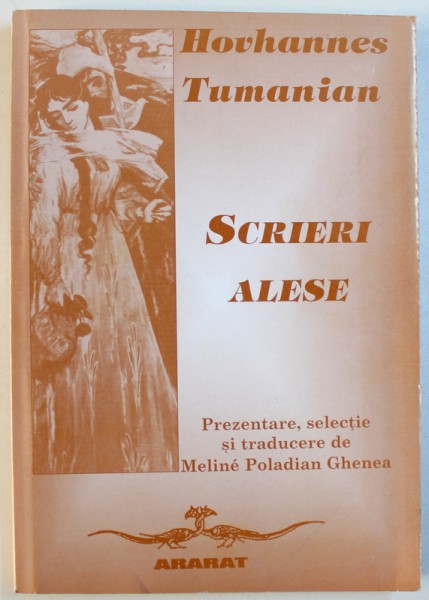 Hovhannes
Tumanian
SCRIERI
ALESE
Prezentare, selecție
și traducere de
Meliné Poladian Ghenea
ARARAT